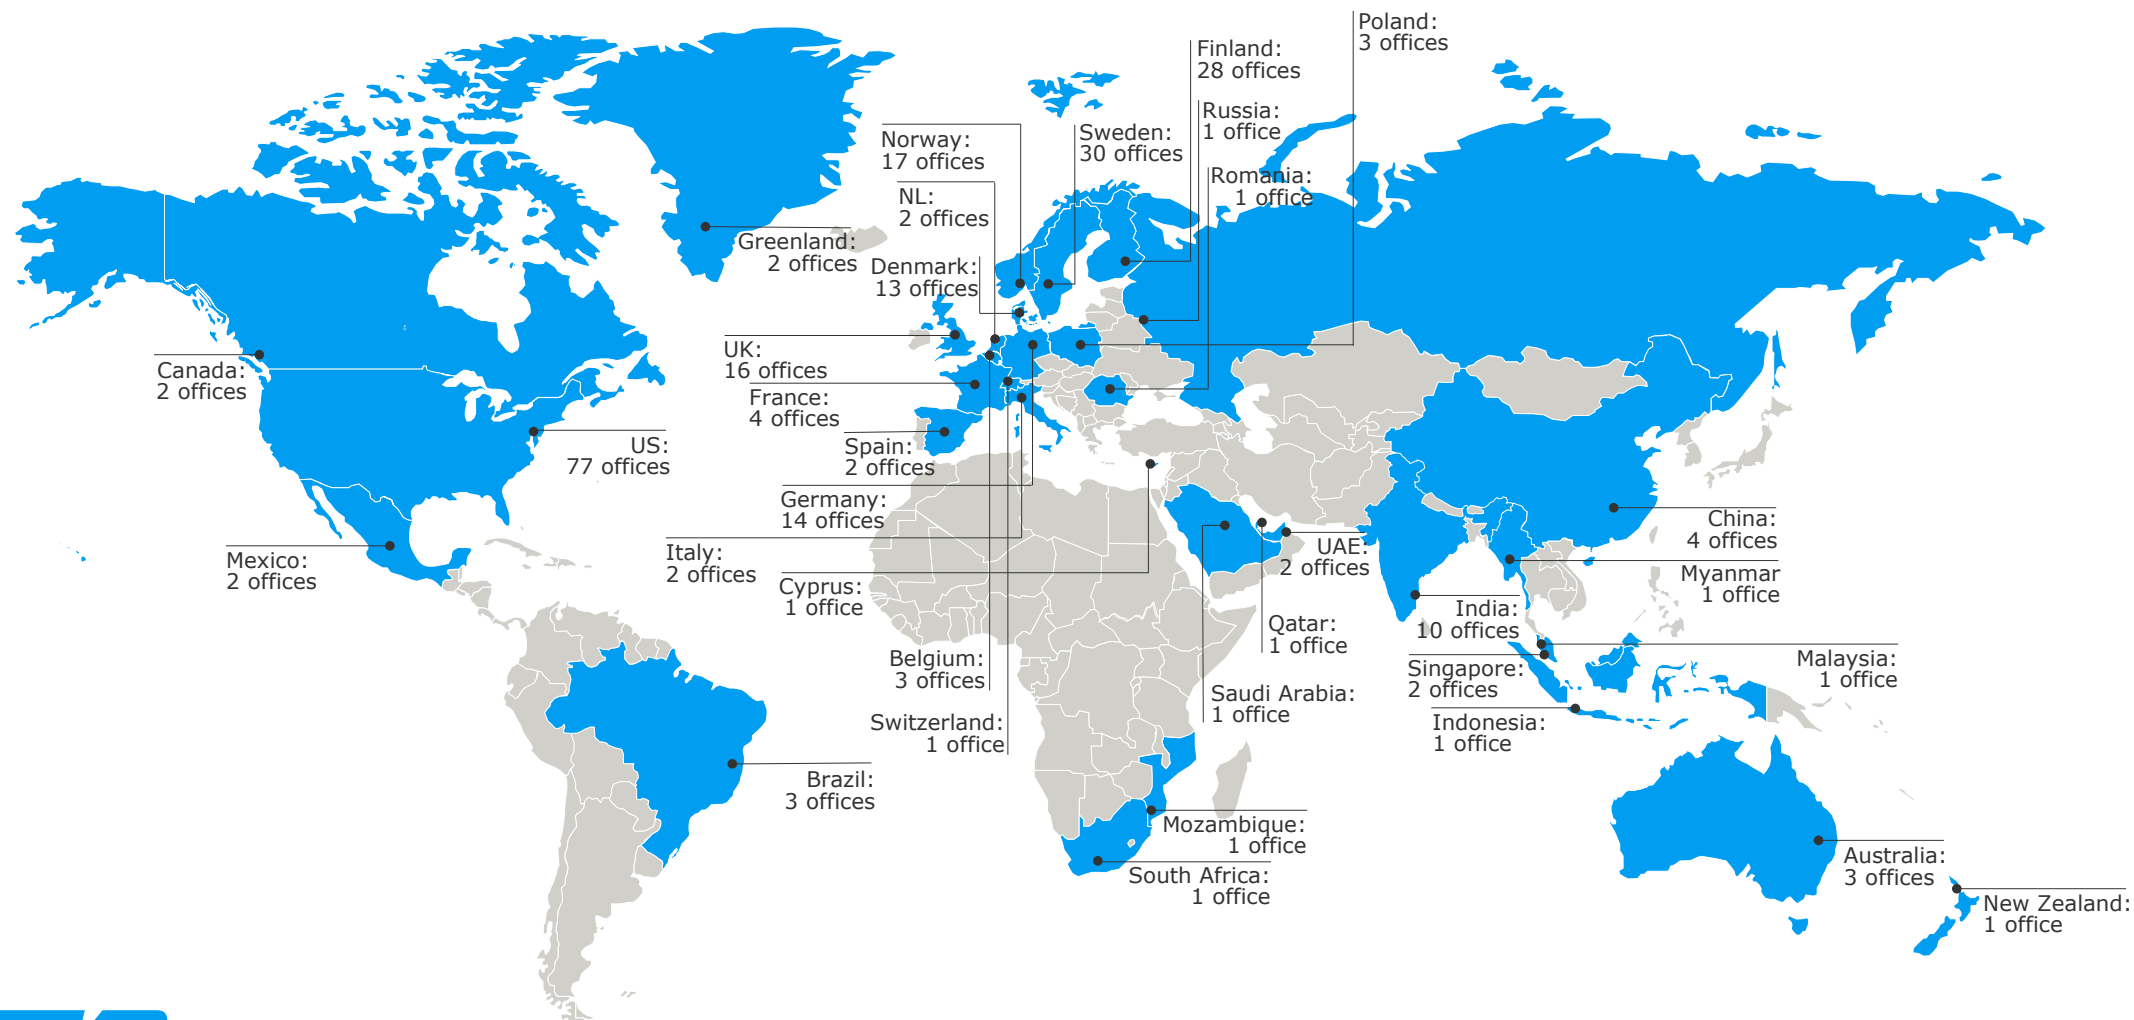 Poland:
3 offices
Finland:
28 offices
Russia:
1 office
Sweden:
30 offices
Norway:
17 offices
Romania:
1 office
NL:
2 offices
Greenland:
2 offices
Denmark:
13 offices
UK:
16 offices
Canada:
2 offices
France:
4 offices
US:
77 offices
Spain:
2 offices
Germany:
14 offices
China:
4 offices
UAE:
2 offices
Italy:
2 offices
Mexico:
2 offices
Myanmar
1 office
Cyprus:
1 office
India:
10 offices
Qatar:
1 office
Belgium:
3 offices
Malaysia:
1 office
Singapore:
2 offices
Saudi Arabia:
1 office
Switzerland:
1 office
Indonesia:
1 office
Brazil:
3 offices
Mozambique:
1 office
Australia:
3 offices
South Africa:
1 office
New Zealand:
1 office